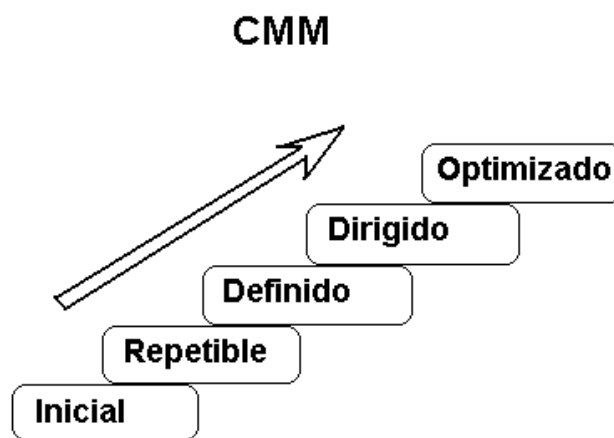 CMM
Optimizado
Dirigido
Definido
Repetible
Inicial